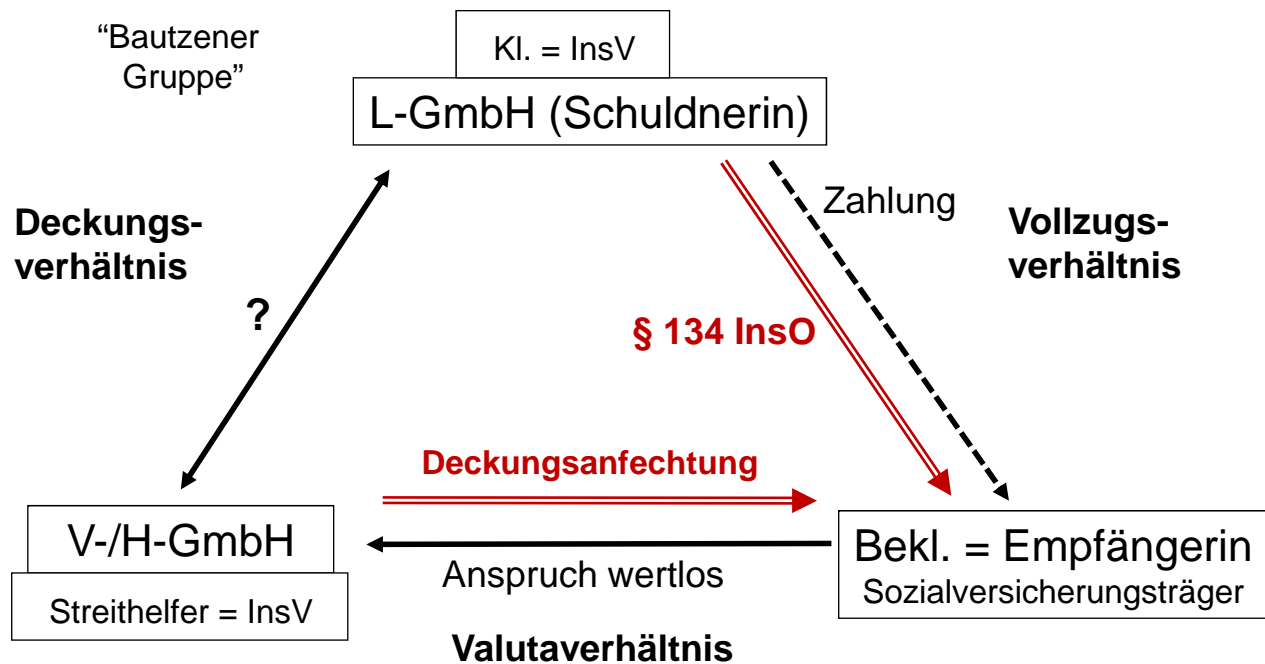 “Bautzener
Gruppe”
Kl. = InsV
L-GmbH (Schuldnerin)
Deckungs-
verhältnis
?
Zahlung
Vollzugs-
verhältnis
§ 134 InsO
Deckungsanfechtung
V-/H-GmbH
Streithelfer = InsV
Anspruch wertlos
Bekl. = Empfängerin
Sozialversicherungsträger
Valutaverhältnis